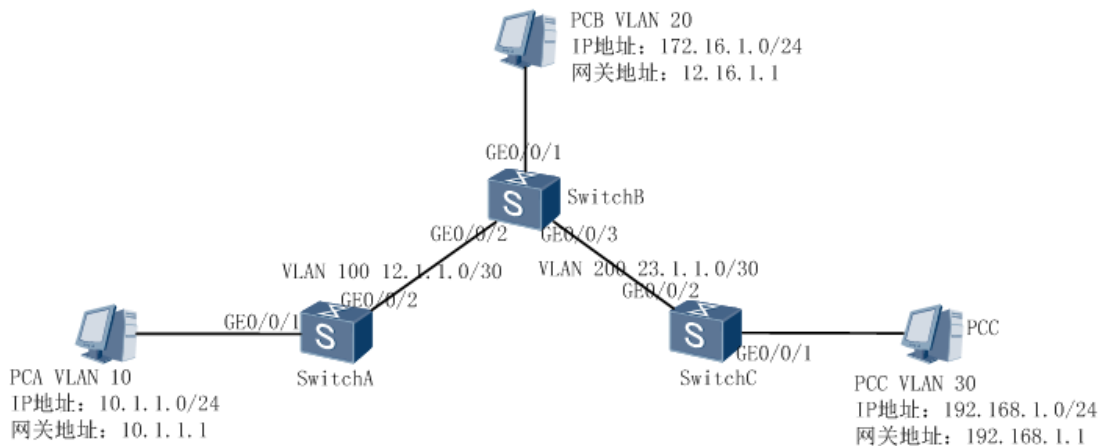 PCB VLAN 20
IP地址: 172.16.1.0/24
网关地址: 12.16.1.1
GE0/0/1
SwitchB
GE0/0/2
GE0/0/3
VLAN 100 12.1.1.0/30
VLAN 200 23.1.1.0/30
GE0/0/2
GE0/0/2
GE0/0/1
SwitchA
SwitchC
GE0/0/1
PCC
PCA VLAN 10
IP地址: 10.1.1.0/24
网关地址: 10.1.1.1
PCC VLAN 30
IP地址: 192.168.1.0/24
网关地址: 192.168.1.1